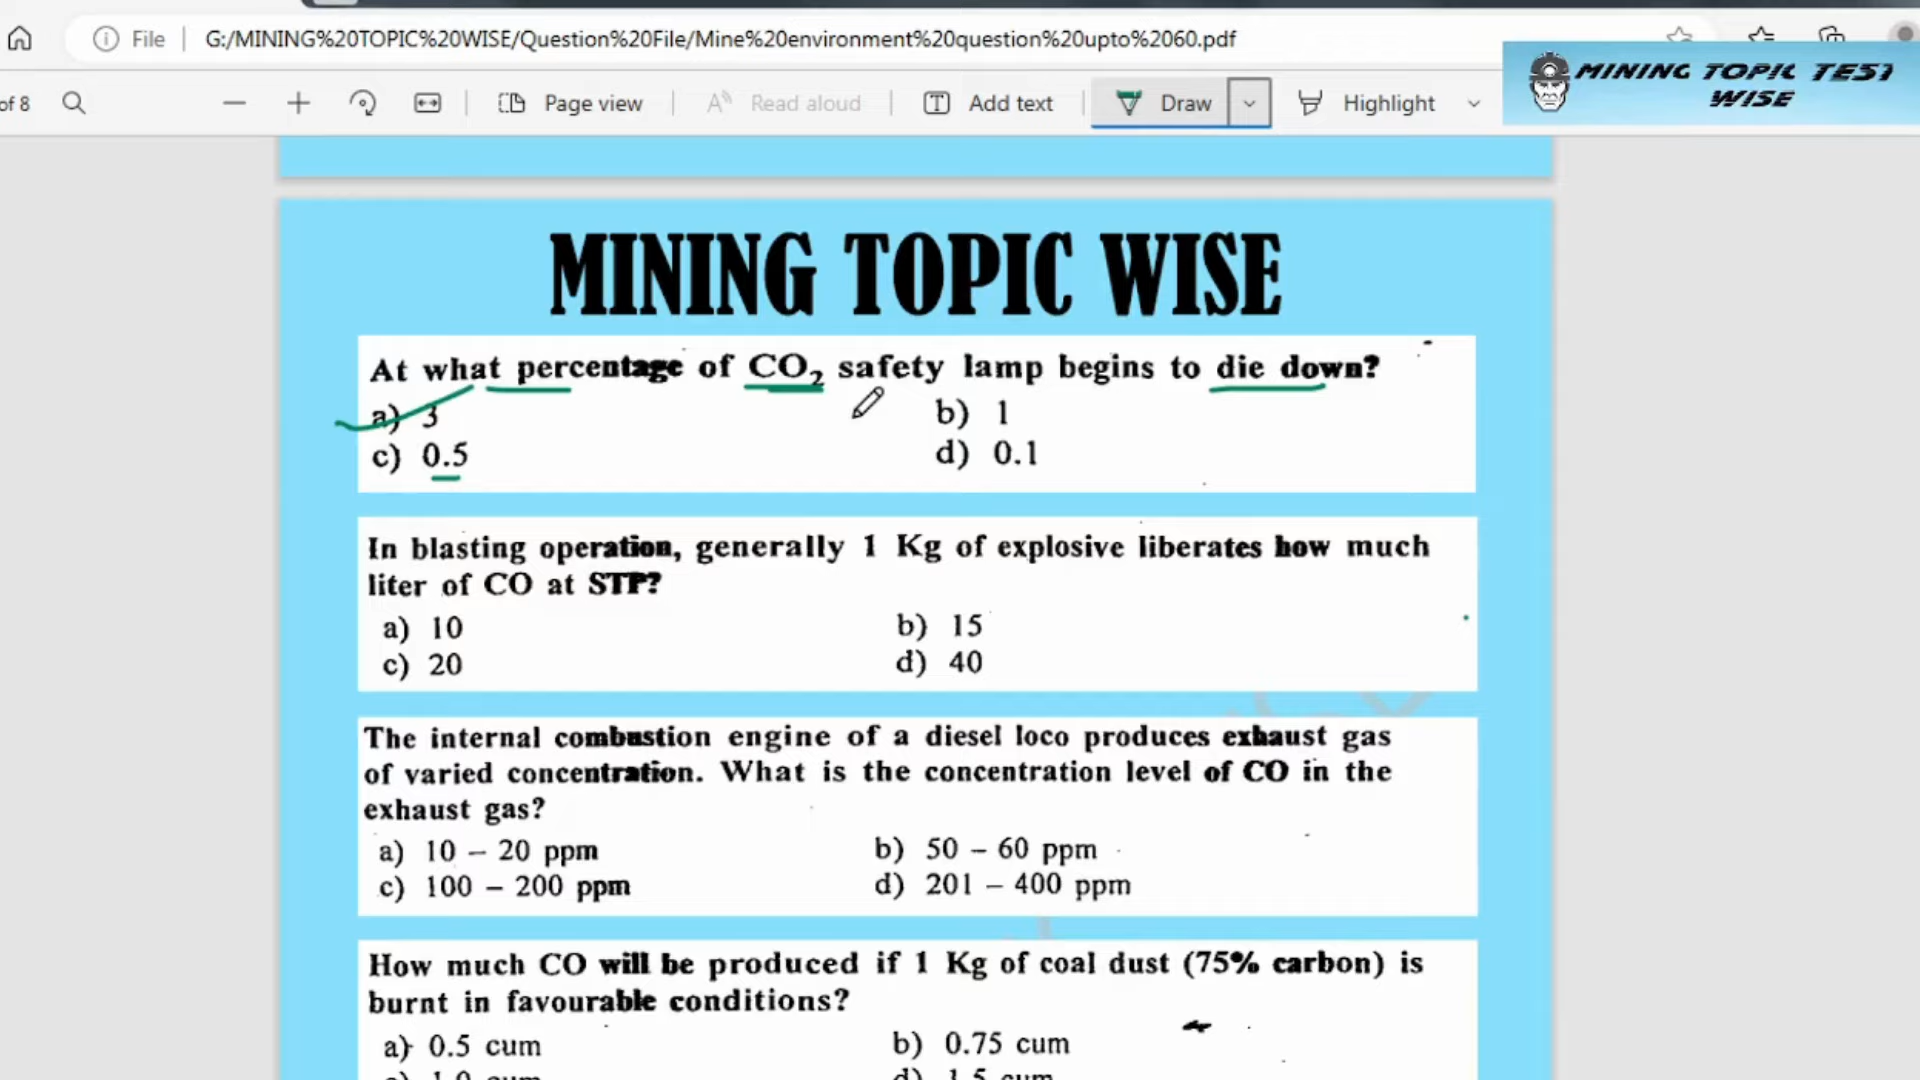 File
G:/MINING%20TOPIC%20WISE/Question%20File/Mine%20environment%20question%20upto%2060.pdf
of 8
Page view
Read aloud
Add text
Draw
Highlight
MINING TOPIC TEST
WISE
MINING TOPIC WISE
At what percentage of CO₂ safety lamp begins to die down?
a) 3
b) 1
c) 0.5
d) 0.1
In blasting operation, generally 1 Kg of explosive liberates how much
liter of CO at STP?
a) 10
b) 15
c) 20
d) 40
The internal combustion engine of a diesel loco produces exhaust gas
of varied concentration. What is the concentration level of CO in the
exhaust gas?
a) 10 – 20 ppm
b) 50 – 60 ppm
c) 100 – 200 ppm
d) 201 – 400 ppm
How much CO will be produced if 1 Kg of coal dust (75% carbon) is
burnt in favourable conditions?
a) 0.5 cum
b) 0.75 cum
c) 1.0 cum
d) 1.5 cum